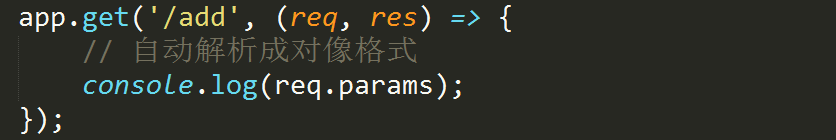 app.get('/add', (req, res) => {
    // 自动解析成对像格式
    console.log(req.params);
});